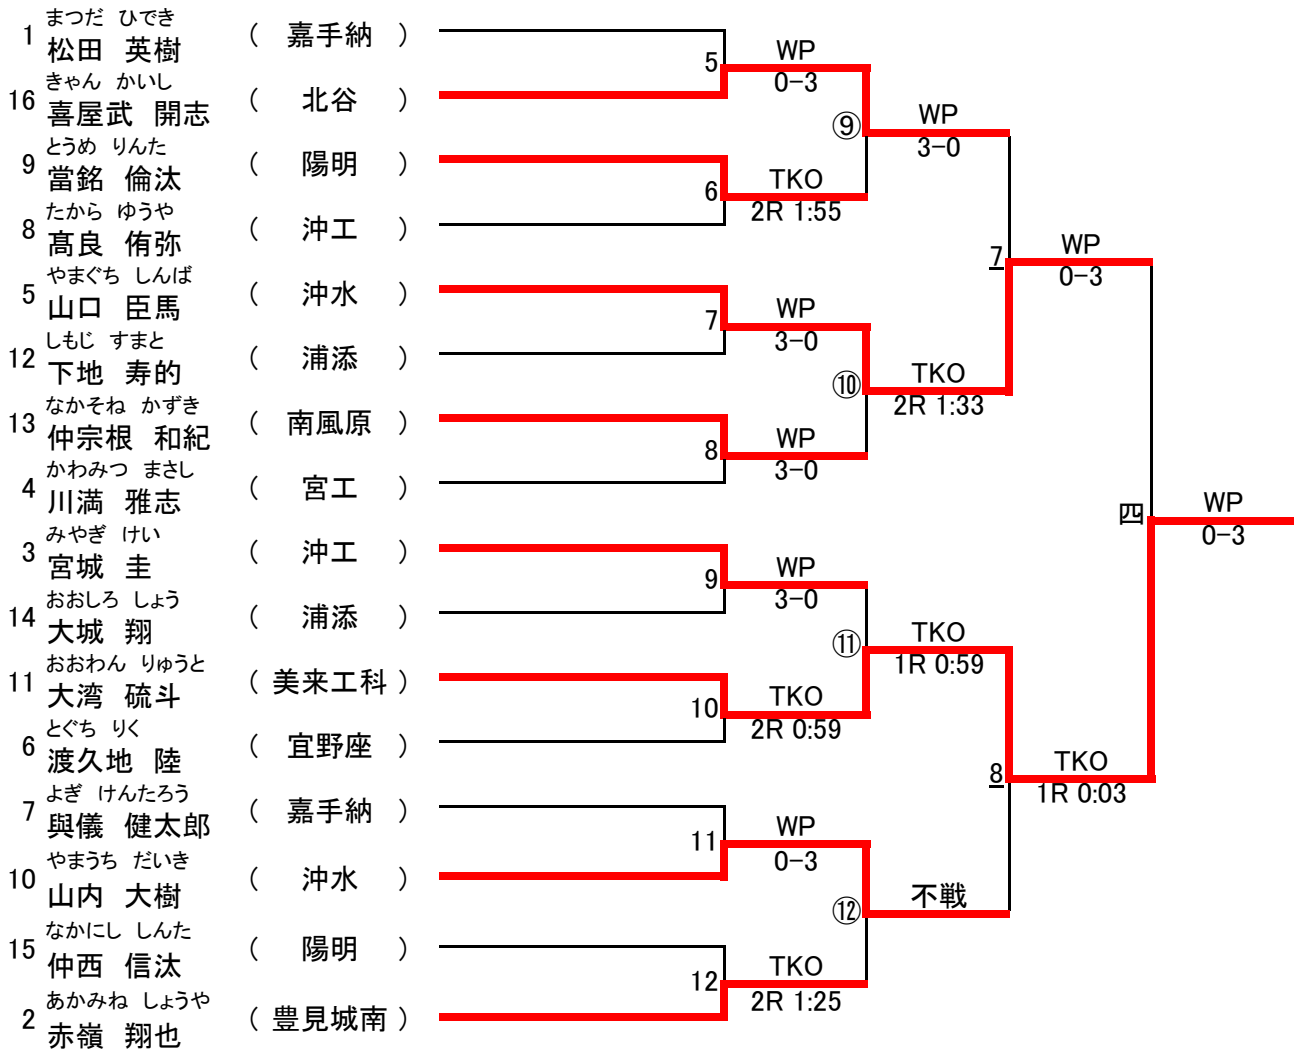 まつだ ひでき
1 松田 英樹 ( 嘉手納 )
きゃん かいし
16 喜屋武 開志 ( 北谷 )
とうめ りんた
9 當銘 倫汰 ( 陽明 )
たから ゆうや
8 髙良 侑弥 ( 沖工 )
やまぐち しんば
5 山口 臣馬 ( 沖水 )
しもじ すまと
12 下地 寿的 ( 浦添 )
なかそね かずき
13 仲宗根 和紀 ( 南風原 )
かわみつ まさし
4 川満 雅志 ( 宮工 )
みやぎ けい
3 宮城 圭 ( 沖工 )
おおしろ しょう
14 大城 翔 ( 浦添 )
おおわん りゅうと
11 大湾 硫斗 ( 美来工科 )
とぐち りく
6 渡久地 陸 ( 宜野座 )
よぎ けんたろう
7 與儀 健太郎 ( 嘉手納 )
やまうち だいき
10 山内 大樹 ( 沖水 )
なかにし しんた
15 仲西 信汰 ( 陽明 )
あかみね しょうや
2 赤嶺 翔也 ( 豊見城南 )
5 WP
0-3
6 TKO
2R 1:55
7 WP
3-0
8 WP
3-0
9 WP
3-0
10 TKO
2R 0:59
11 WP
0-3
12 TKO
2R 1:25
⑨ WP
3-0
⑩ TKO
2R 1:33
⑪ TKO
1R 0:59
⑫ 不戦
7 WP
0-3
8 TKO
1R 0:03
四 WP
0-3